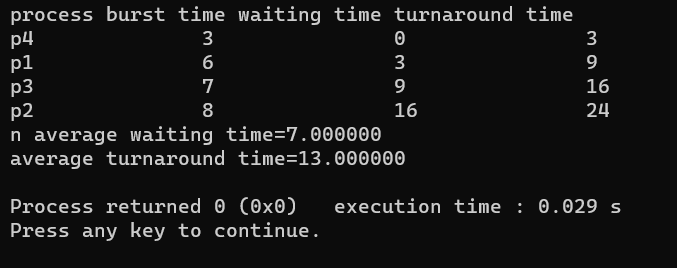 process burst time waiting time turnaround time
p4 3 0 3
p1 6 3 9
p3 7 9 16
p2 8 16 24
n average waiting time=7.000000
average turnaround time=13.000000
Process returned 0 (0x0) execution time : 0.029 s
Press any key to continue.